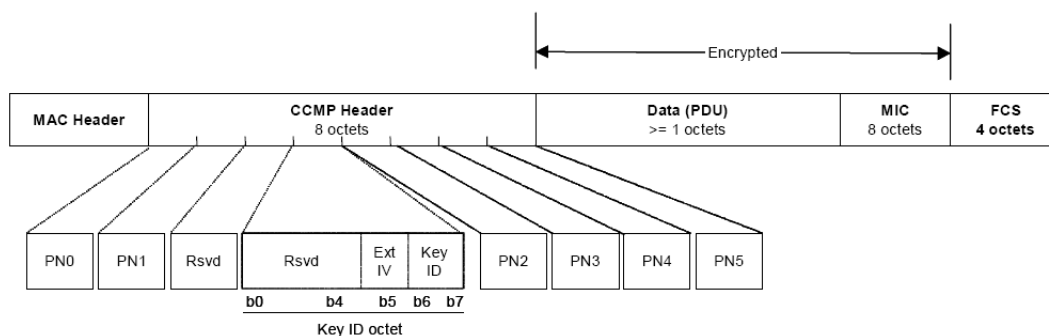 Encrypted
MAC Header
CCMP Header
8 octets
Data (PDU)
>= 1 octets
MIC
8 octets
FCS
4 octets
PN0
PN1
Rsvd
Rsvd
Ext
IV
Key
ID
PN2
PN3
PN4
PN5
b0 b4 b5 b6 b7
Key ID octet